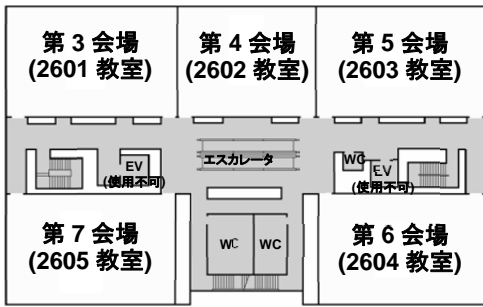 第 3 会場
(2601 教室)
第 4 会場
(2602 教室)
第 5 会場
(2603 教室)
EV
(使用不可)
エスカレータ
WC
EV
(使用不可)
第 7 会場
(2605 教室)
WC
WC
第 6 会場
(2604 教室)